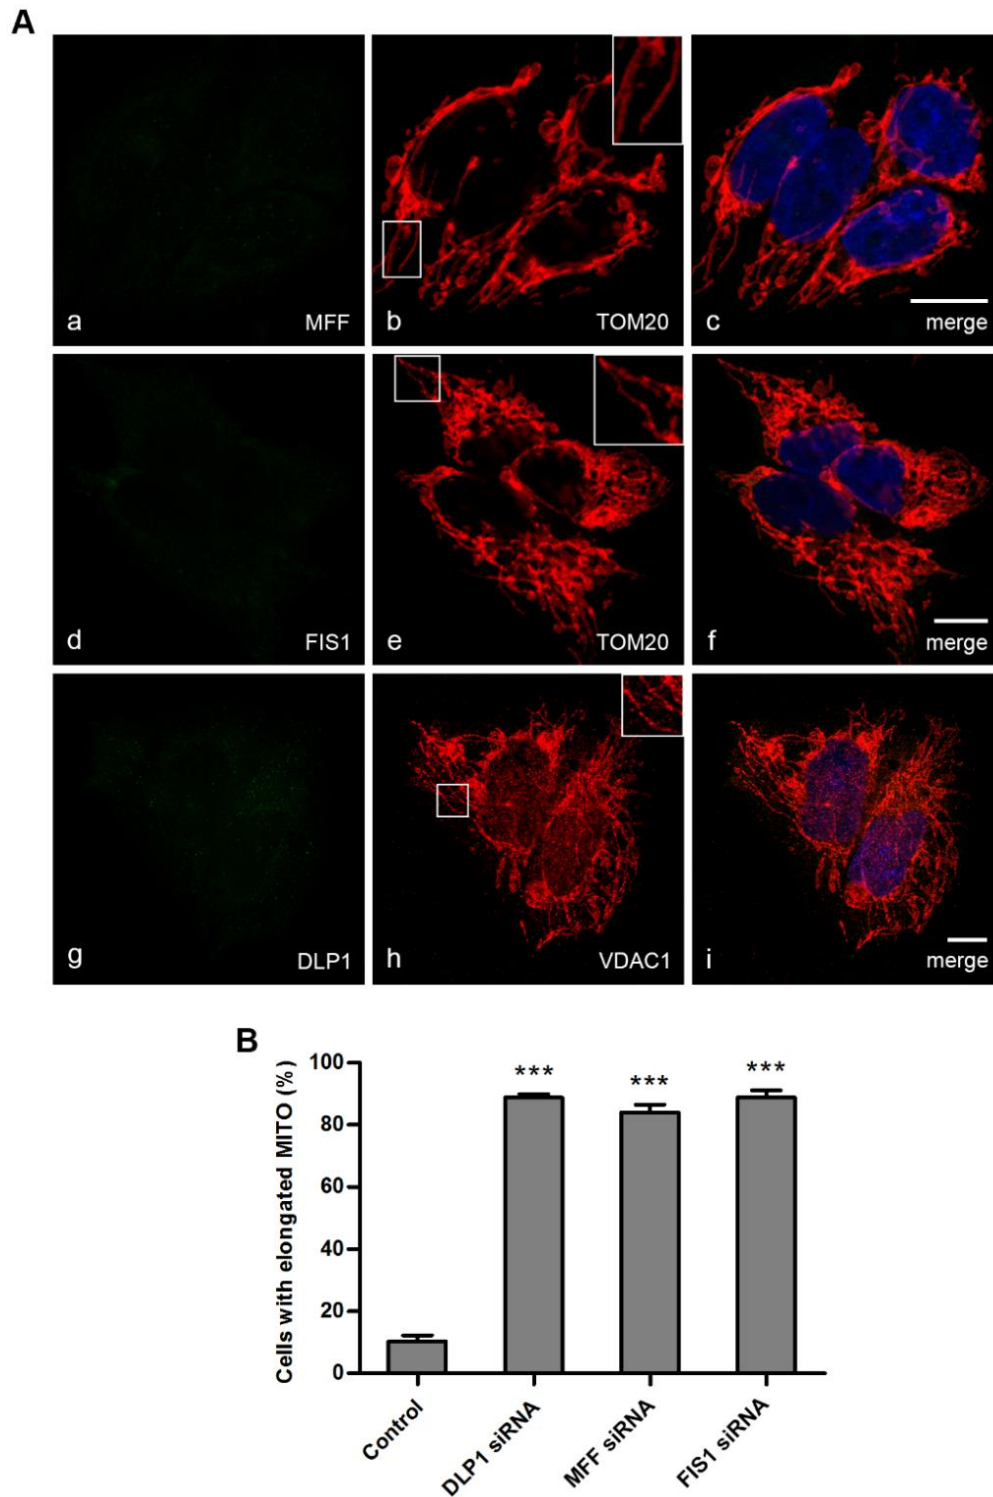 A
a MFF
b TOM20
c merge
d FIS1
e TOM20
f merge
g DLP1
h VDAC1
i merge
B
Cells with elongated MITO (%)
100
80
60
40
20
0
*** *** ***
Control
DLP1 siRNA
MFF siRNA
FIS1 siRNA